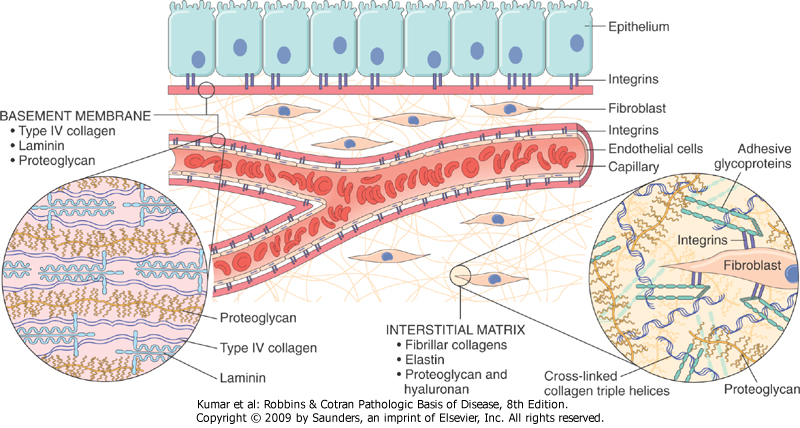 Epithelium
Integrins
Fibroblast
BASEMENT MEMBRANE
• Type IV collagen
• Laminin
• Proteoglycan
Integrins
Endothelial cells
Capillary
Adhesive
glycoproteins
Integrins
Fibroblast
Proteoglycan
Type IV collagen
Laminin
INTERSTITIAL MATRIX
• Fibrillar collagens
• Elastin
• Proteoglycan and
hyaluronan
Cross-linked
collagen triple helices
Proteoglycan
Kumar et al: Robbins & Cotran Pathologic Basis of Disease, 8th Edition.
Copyright © 2009 by Saunders, an imprint of Elsevier, Inc. All rights reserved.